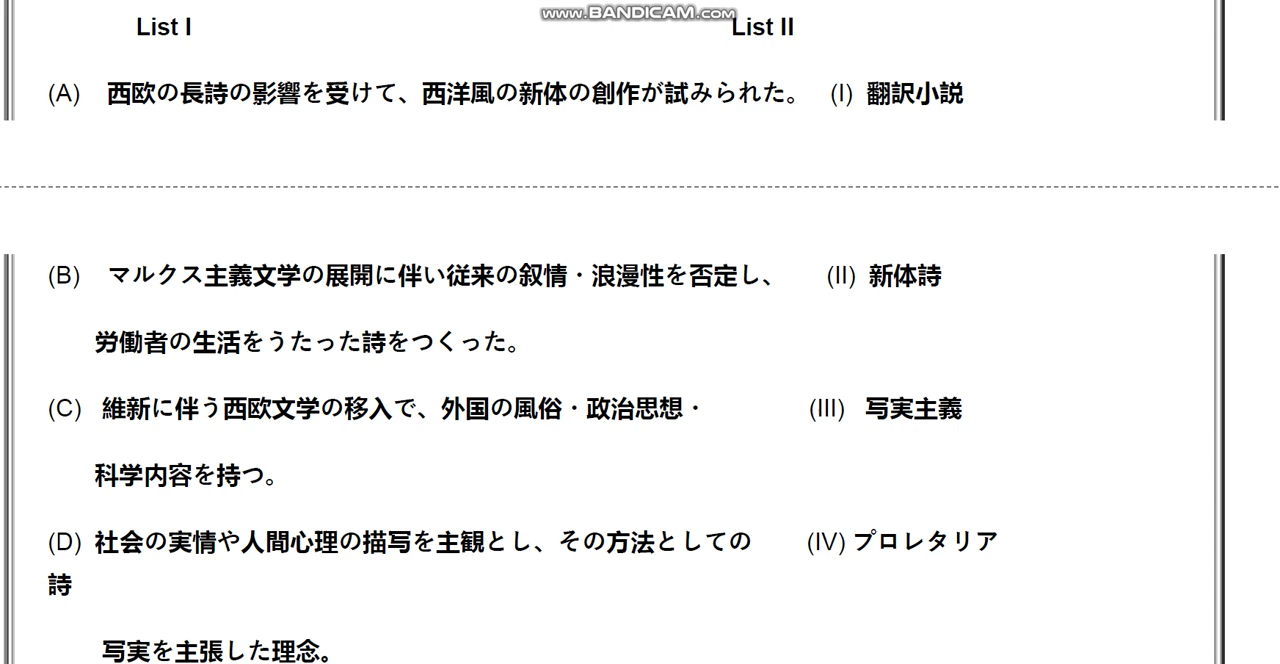 www.BANDICAM.com
List I List II
(A) 西欧の長詩の影響を受けて、西洋風の新体の創作が試みられた。 (I) 翻訳小説
(B) マルクス主義文学の展開に伴い従来の叙情・浪漫性を否定し、 (II) 新体詩
労働者の生活をうたった詩をつくった。
(C) 維新に伴う西欧文学の移入で、外国の風俗・政治思想・ (III) 写実主義
科学内容を持つ。
(D) 社会の実情や人間心理の描写を主観とし、その方法としての (IV) プロレタリア
詩
写実を主張した理念。